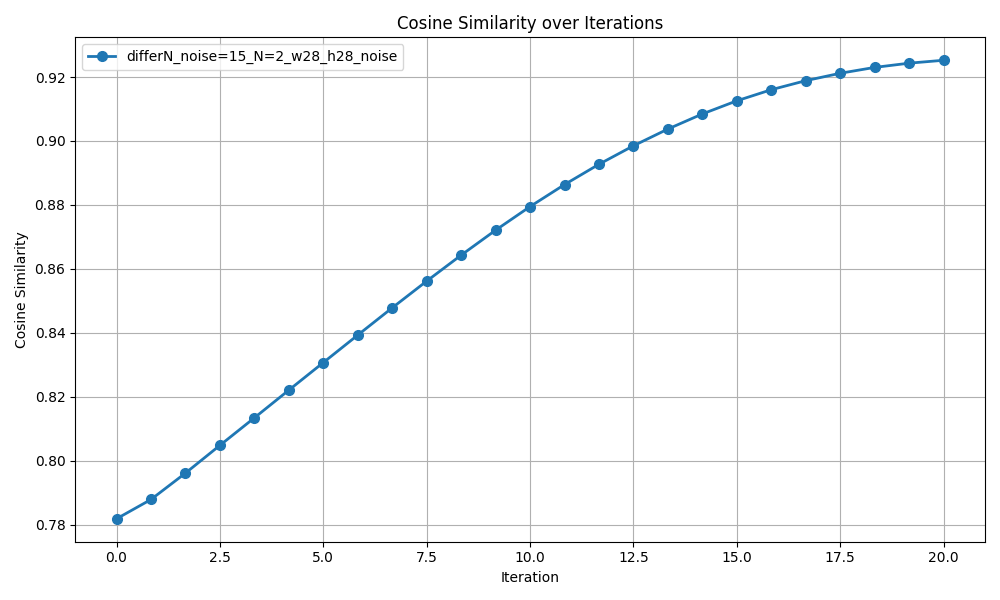 Cosine Similarity over Iterations
differN_noise=15_N=2_w28_h28_noise
Cosine Similarity
0.92
0.90
0.88
0.86
0.84
0.82
0.80
0.78
0.0 2.5 5.0 7.5 10.0 12.5 15.0 17.5 20.0
Iteration